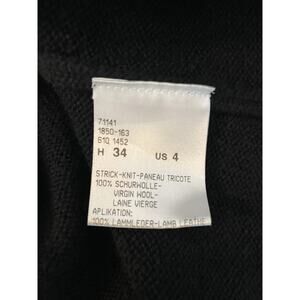 71141
1850-163
610 1452
H 34 US 4
STRICK-KNIT-PANEAU TRICOTE
100% SCHURWOLLE-
VIRGIN WOOL-
LAINE VIERGE
APLIKATION:
100% LAMMLEDER-LAMB LEATHE